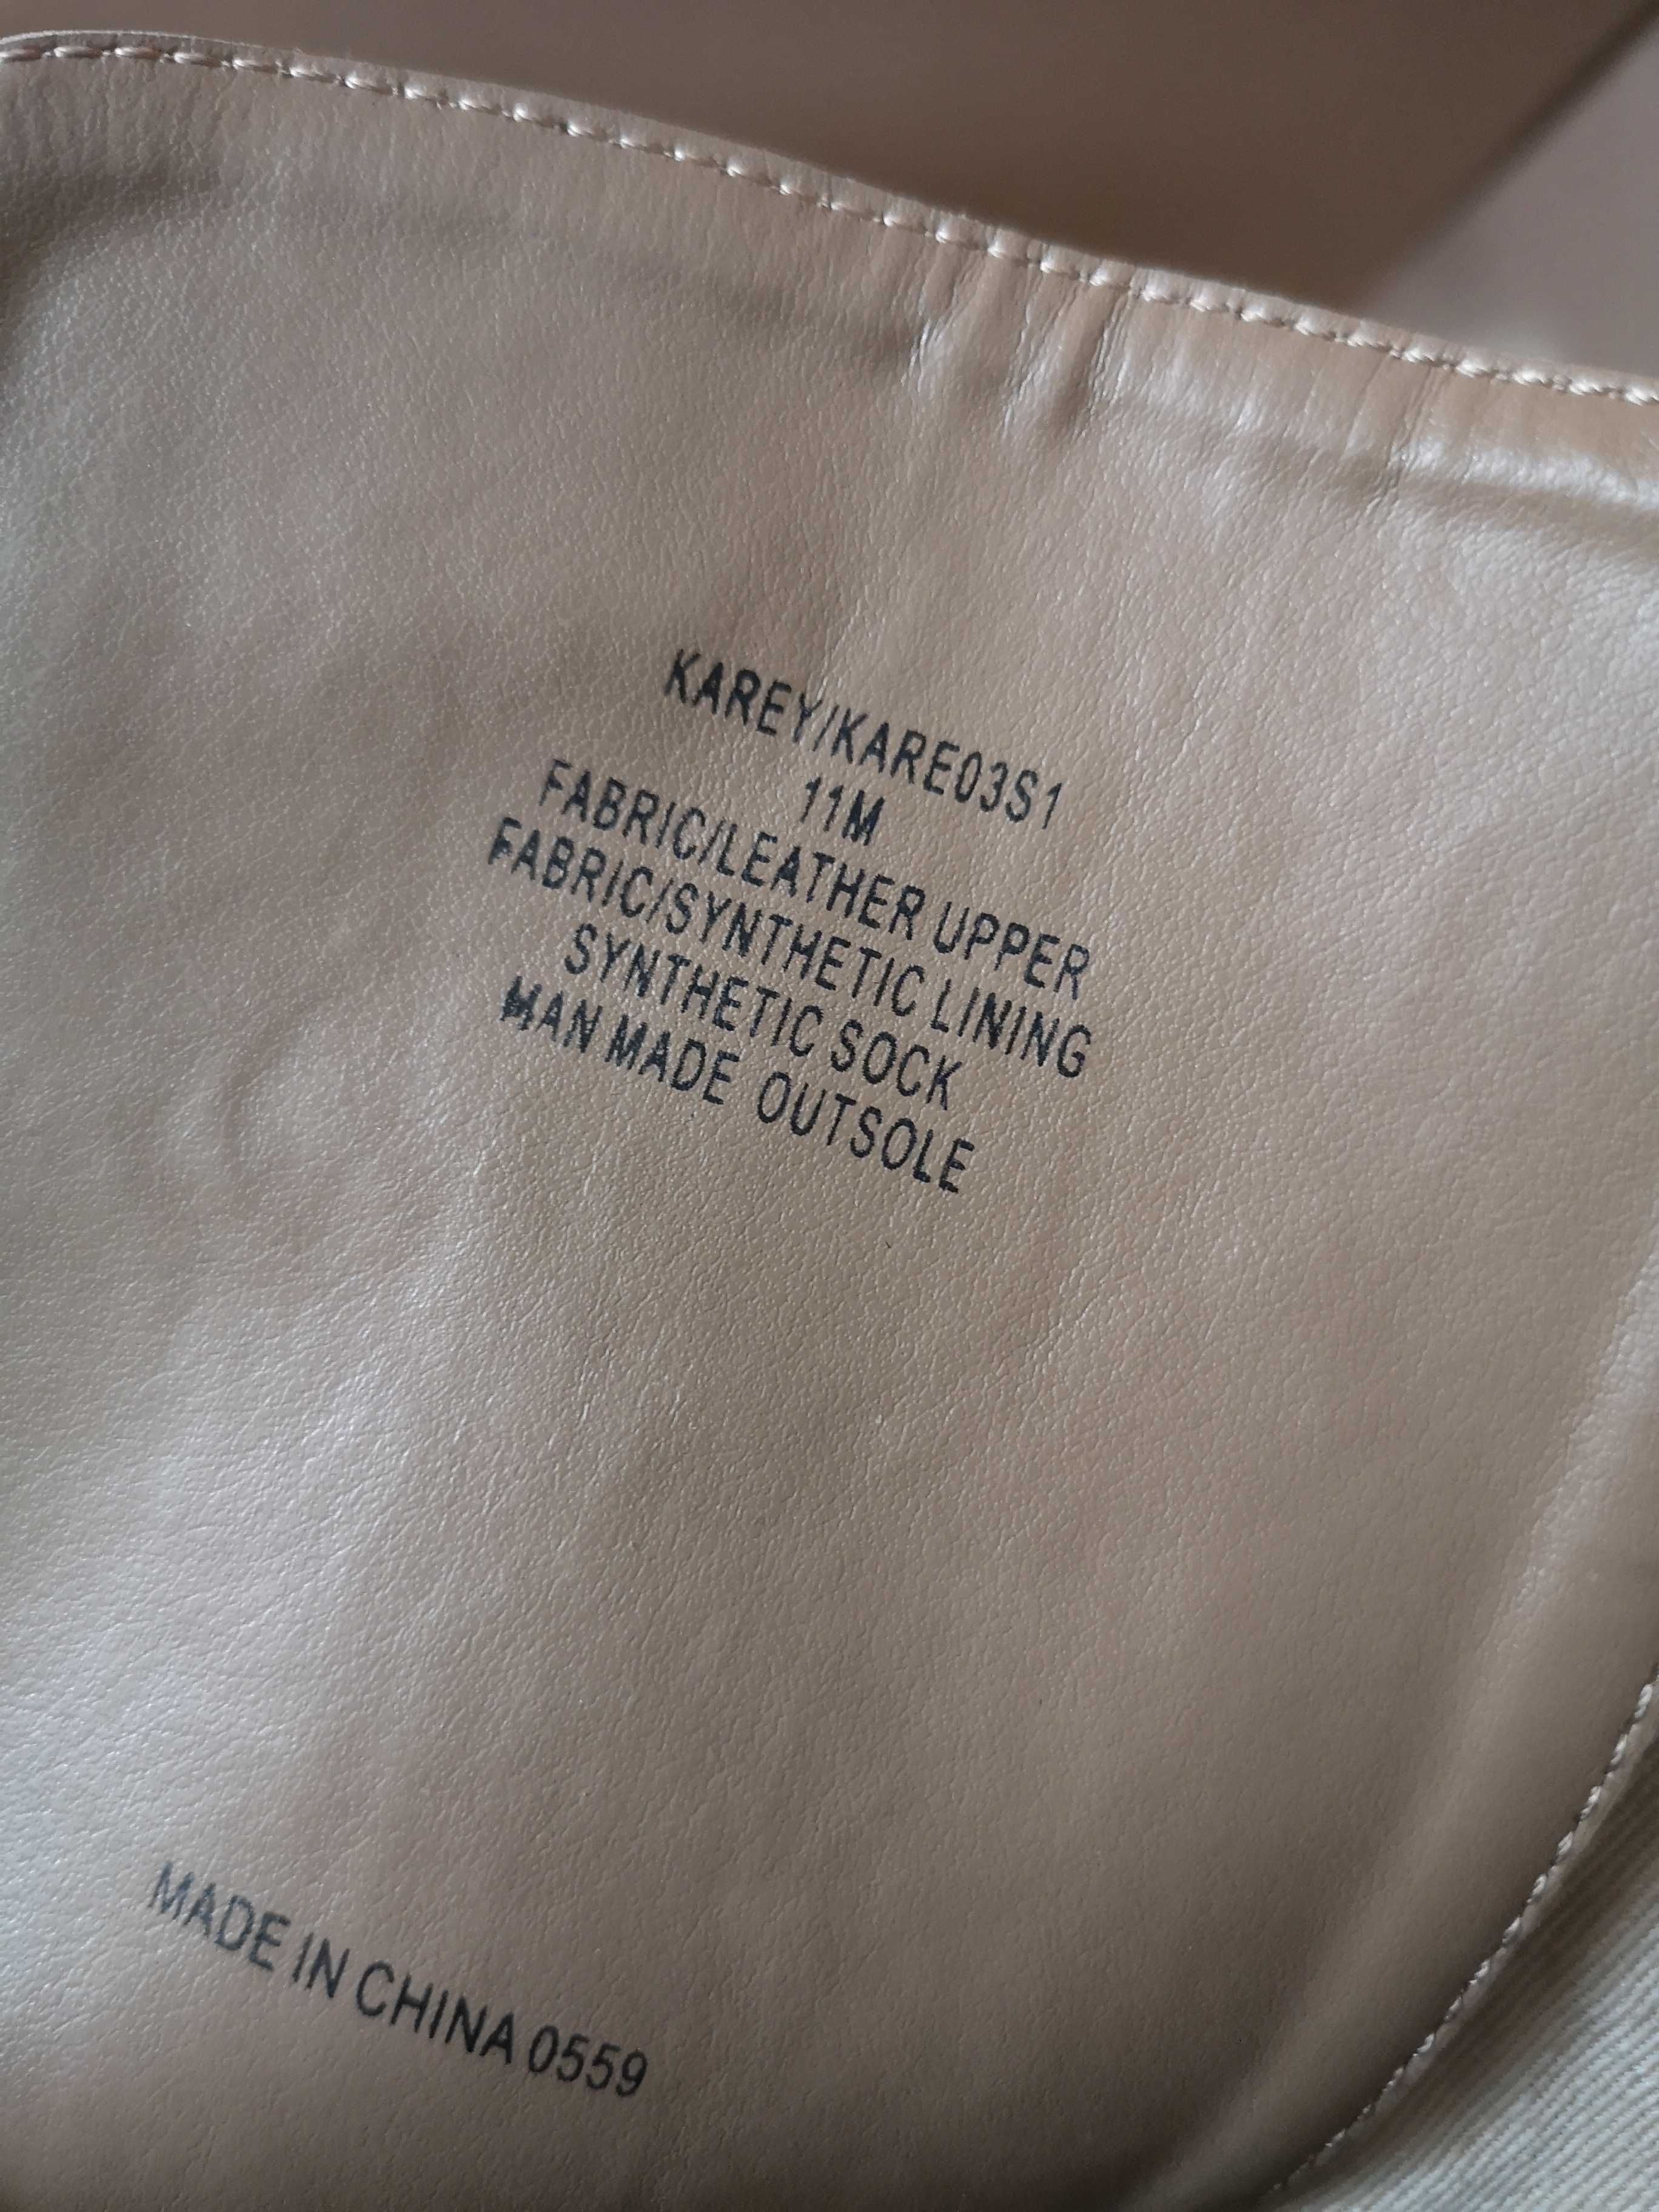 KAREY/KARE03S1
11M
FABRIC/LEATHER UPPER
FABRIC/SYNTHETIC LINING
SYNTHETIC SOCK
MAN MADE OUTSOLE
MADE IN CHINA 0559